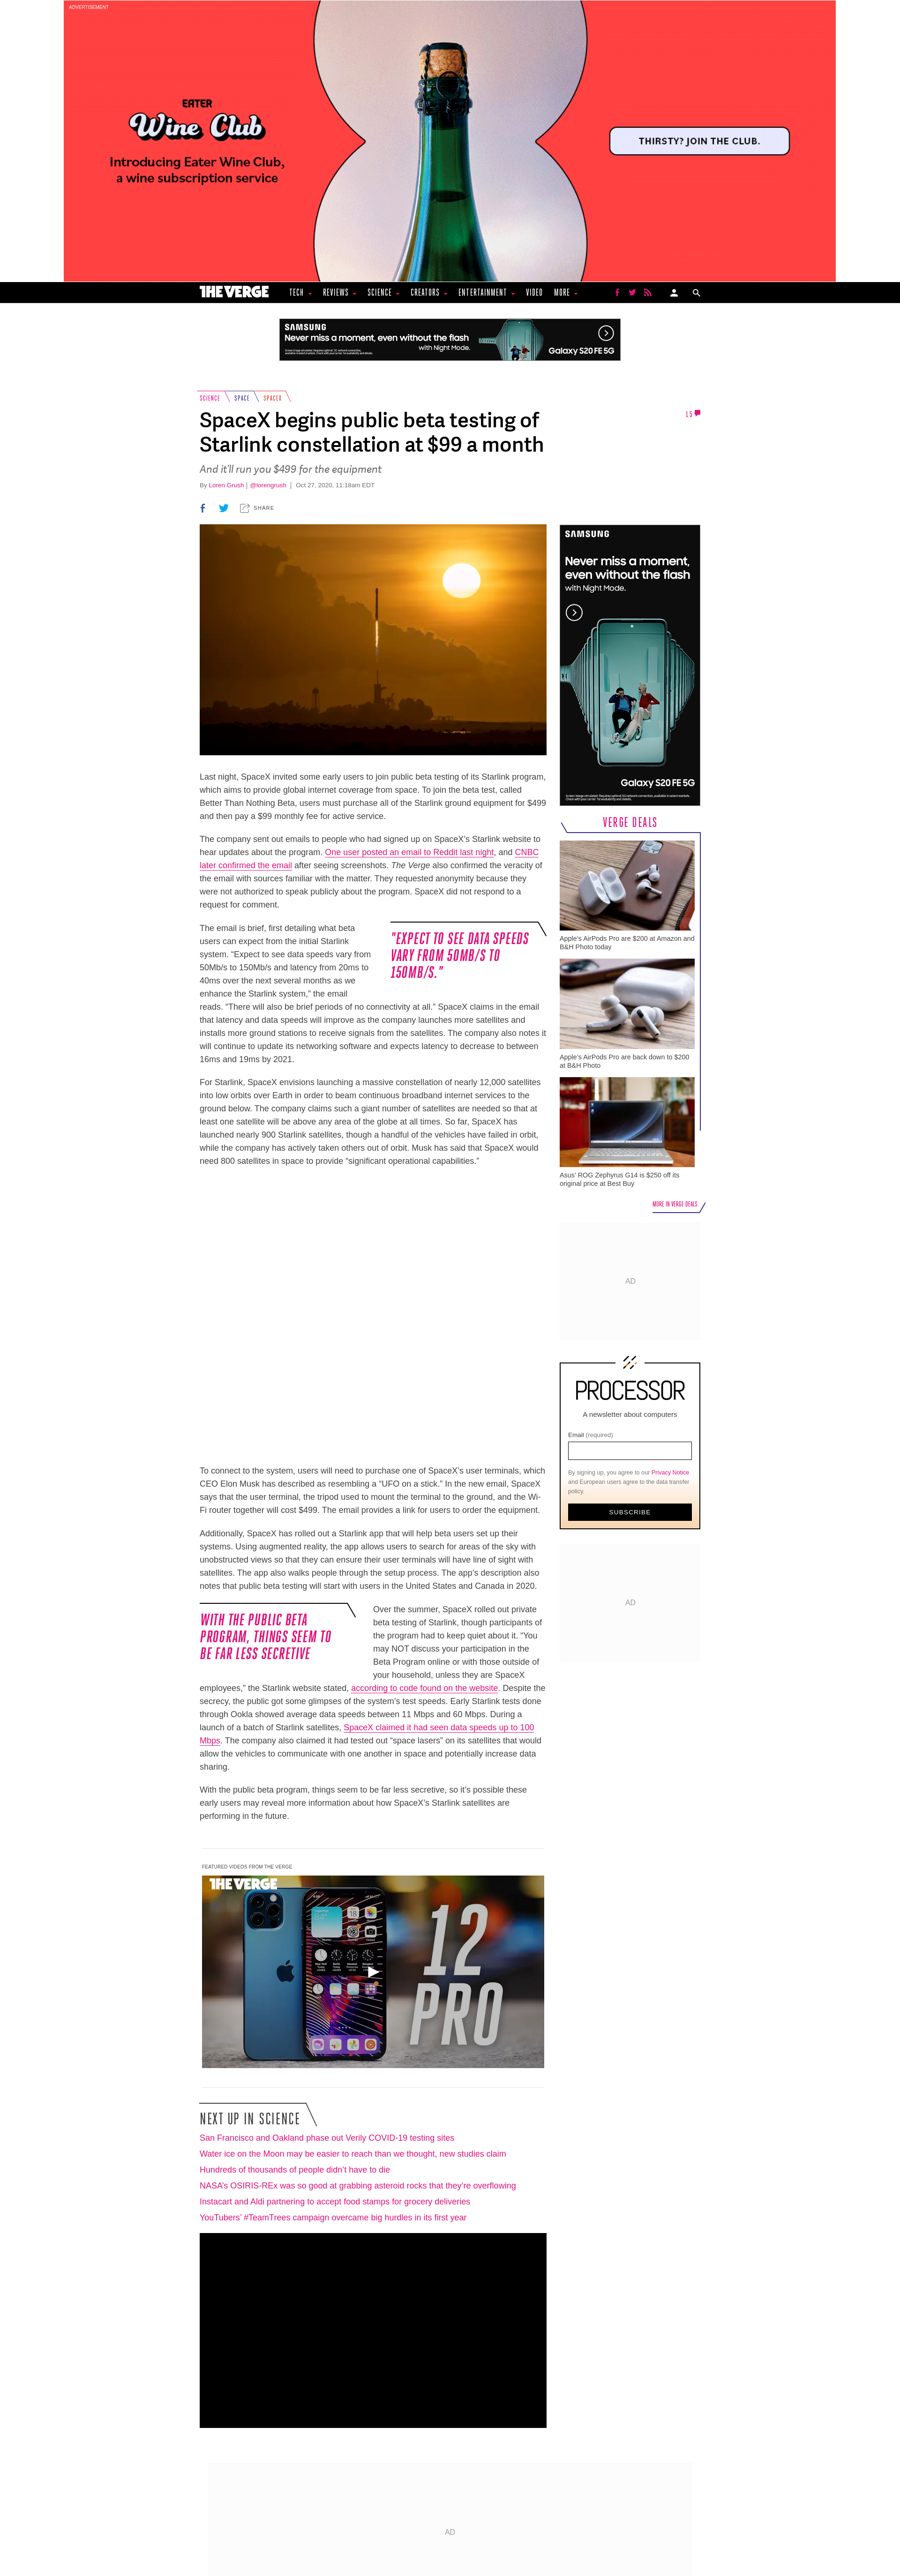 ADVERTISEMENT
EATER
Wine Club
Introducing Eater Wine Club,
a wine subscription service
THIRSTY? JOIN THE CLUB.
THE VERGE TECH REVIEWS SCIENCE CREATORS ENTERTAINMENT VIDEO MORE
SAMSUNG
Never miss a moment, even without the flash
with Night Mode.
Galaxy S20 FE 5G
SCIENCE SPACE SPACEX
SpaceX begins public beta testing of
Starlink constellation at $99 a month
15
And it'll run you $499 for the equipment
By Loren Grush | @lorengrush | Oct 27, 2020, 11:18am EDT
SHARE
Last night, SpaceX invited some early users to join public beta testing of its Starlink program,
which aims to provide global internet coverage from space. To join the beta test, called
Better Than Nothing Beta, users must purchase all of the Starlink ground equipment for $499
and then pay a $99 monthly fee for active service.
The company sent out emails to people who had signed up on SpaceX's Starlink website to
hear updates about the program. One user posted an email to Reddit last night, and CNBC
later confirmed the email after seeing screenshots. The Verge also confirmed the veracity of
the email with sources familiar with the matter. They requested anonymity because they
were not authorized to speak publicly about the program. SpaceX did not respond to a
request for comment.
The email is brief, first detailing what beta
users can expect from the initial Starlink
system. “Expect to see data speeds vary from
50Mb/s to 150Mb/s and latency from 20ms to
40ms over the next several months as we
enhance the Starlink system,” the email
"EXPECT TO SEE DATA SPEEDS
VARY FROM 50MB/S TO
150MB/S."
reads. “There will also be brief periods of no connectivity at all.” SpaceX claims in the email
that latency and data speeds will improve as the company launches more satellites and
installs more ground stations to receive signals from the satellites. The company also notes it
will continue to update its networking software and expects latency to decrease to between
16ms and 19ms by 2021.
For Starlink, SpaceX envisions launching a massive constellation of nearly 12,000 satellites
into low orbits over Earth in order to beam continuous broadband internet services to the
ground below. The company claims such a giant number of satellites are needed so that at
least one satellite will be above any area of the globe at all times. So far, SpaceX has
launched nearly 900 Starlink satellites, though a handful of the vehicles have failed in orbit,
while the company has actively taken others out of orbit. Musk has said that SpaceX would
need 800 satellites in space to provide “significant operational capabilities.”
To connect to the system, users will need to purchase one of SpaceX's user terminals, which
CEO Elon Musk has described as resembling a “UFO on a stick.” In the new email, SpaceX
says that the user terminal, the tripod used to mount the terminal to the ground, and the Wi-
Fi router together will cost $499. The email provides a link for users to order the equipment.
Additionally, SpaceX has rolled out a Starlink app that will help beta users set up their
systems. Using augmented reality, the app allows users to search for areas of the sky with
unobstructed views so that they can ensure their user terminals will have line of sight with
satellites. The app also walks people through the setup process. The app's description also
notes that public beta testing will start with users in the United States and Canada in 2020.
WITH THE PUBLIC BETA
PROGRAM, THINGS SEEM TO
BE FAR LESS SECRETIVE
Over the summer, SpaceX rolled out private
beta testing of Starlink, though participants of
the program had to keep quiet about it. “You
may NOT discuss your participation in the
Beta Program online or with those outside of
your household, unless they are SpaceX
employees,” the Starlink website stated, according to code found on the website. Despite the
secrecy, the public got some glimpses of the system's test speeds. Early Starlink tests done
through Ookla showed average data speeds between 11 Mbps and 60 Mbps. During a
launch of a batch of Starlink satellites, SpaceX claimed it had seen data speeds up to 100
Mbps. The company also claimed it had tested out “space lasers” on its satellites that would
allow the vehicles to communicate with one another in space and potentially increase data
sharing.
With the public beta program, things seem to be far less secretive, so it's possible these
early users may reveal more information about how SpaceX's Starlink satellites are
performing in the future.
FEATURED VIDEOS FROM THE VERGE
THE VERGE
12
PRO
NEXT UP IN SCIENCE
San Francisco and Oakland phase out Verily COVID-19 testing sites
Water ice on the Moon may be easier to reach than we thought, new studies claim
Hundreds of thousands of people didn't have to die
NASA's OSIRIS-REx was so good at grabbing asteroid rocks that they're overflowing
Instacart and Aldi partnering to accept food stamps for grocery deliveries
YouTubers' #TeamTrees campaign overcame big hurdles in its first year
SAMSUNG
Never miss a moment,
even without the flash
with Night Mode.
Galaxy S20 FE 5G
VERGE DEALS
Apple's AirPods Pro are $200 at Amazon and
B&H Photo today
Apple's AirPods Pro are back down to $200
at B&H Photo
Asus' ROG Zephyrus G14 is $250 off its
original price at Best Buy
MORE IN VERGE DEALS
AD
PROCESSOR
A newsletter about computers
Email (required)
By signing up, you agree to our Privacy Notice
and European users agree to the data transfer
policy.
SUBSCRIBE
AD
AD